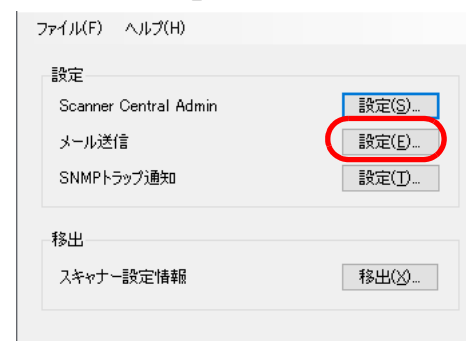 ファイル(F) ヘルプ(H)
設定
Scanner Central Admin 設定(S)...
メール送信 設定(E)...
SNMPトラップ通知 設定(T)...
移出
スキャナー設定情報 移出(X)...